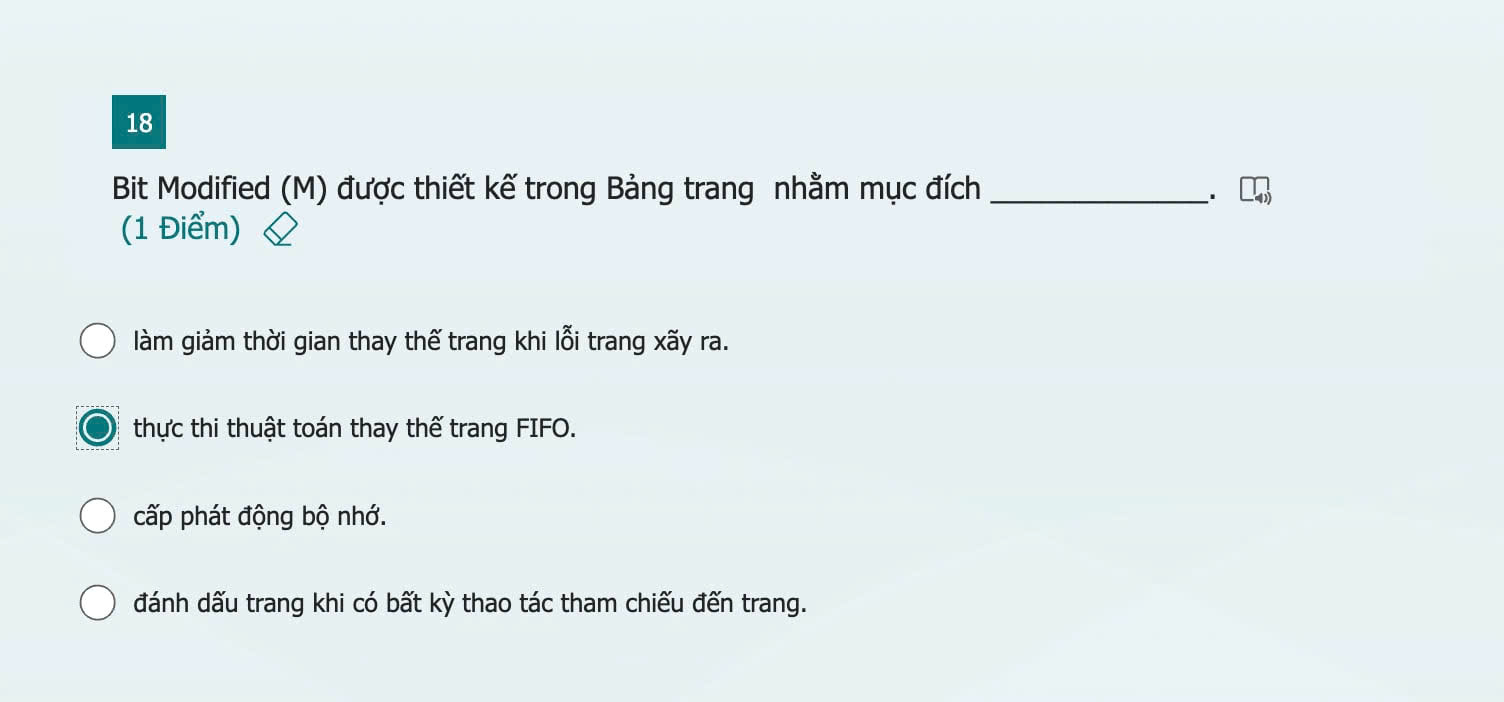 18
Bit Modified (M) được thiết kế trong Bảng trang nhằm mục đích _______________.
(1 Điểm)
làm giảm thời gian thay thế trang khi lỗi trang xãy ra.
thực thi thuật toán thay thế trang FIFO.
cấp phát động bộ nhớ.
đánh dấu trang khi có bất kỳ thao tác tham chiếu đến trang.